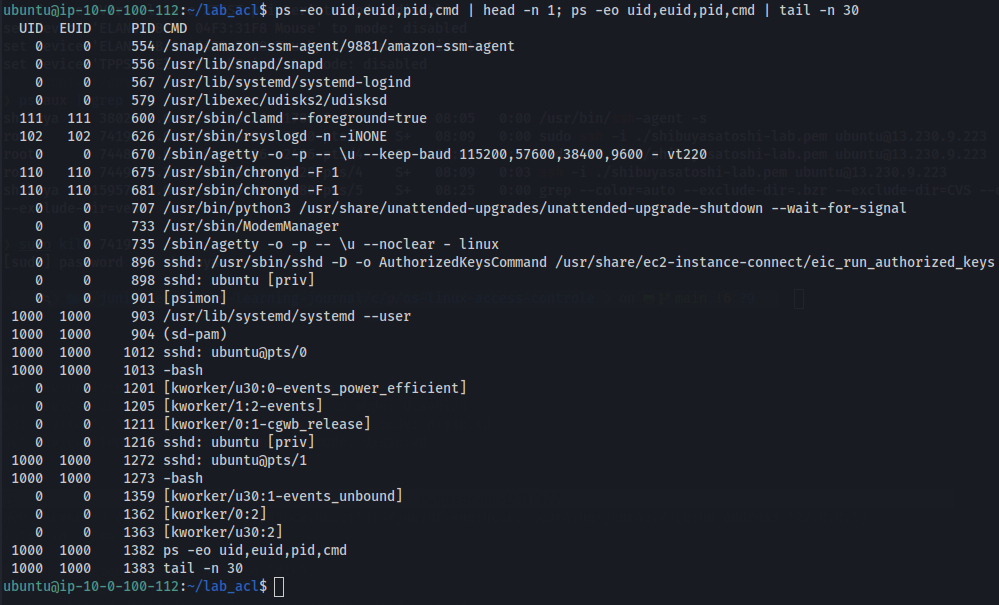 ubuntu@ip-10-0-100-112:~/lab_acl$ ps -eo uid,euid,pid,cmd | head -n 1; ps -eo uid,euid,pid,cmd | tail -n 30
  UID  EUID     PID CMD
    0     0     554 /snap/amazon-ssm-agent/9881/amazon-ssm-agent
    0     0     556 /usr/lib/snapd/snapd
    0     0     567 /usr/lib/systemd/systemd-logind
    0     0     579 /usr/libexec/udisks2/udisksd
  111   111     600 /usr/sbin/clamd --foreground=true
  102   102     626 /usr/sbin/rsyslogd -n -iNONE
    0     0     670 /sbin/agetty -o -p -- \u --keep-baud 115200,57600,38400,9600 - vt220
  110   110     675 /usr/sbin/chronyd -F 1
  110   110     681 /usr/sbin/chronyd -F 1
    0     0     707 /usr/bin/python3 /usr/share/unattended-upgrades/unattended-upgrade-shutdown --wait-for-signal
    0     0     733 /usr/sbin/ModemManager
    0     0     735 /sbin/agetty -o -p -- \u --noclear - linux
    0     0     896 sshd: /usr/sbin/sshd -D -o AuthorizedKeysCommand /usr/share/ec2-instance-connect/eic_run_authorized_keys
    0     0     898 sshd: ubuntu [priv]
    0     0     901 [psimon]
 1000  1000     903 /usr/lib/systemd/systemd --user
 1000  1000     904 (sd-pam)
 1000  1000    1012 sshd: ubuntu@pts/0
 1000  1000    1013 -bash
    0     0    1201 [kworker/u30:0-events_power_efficient]
    0     0    1205 [kworker/1:2-events]
    0     0    1211 [kworker/0:1-cgwb_release]
    0     0    1216 sshd: ubuntu [priv]
 1000  1000    1272 sshd: ubuntu@pts/1
 1000  1000    1273 -bash
    0     0    1359 [kworker/u30:1-events_unbound]
    0     0    1362 [kworker/0:2]
    0     0    1363 [kworker/u30:2]
 1000  1000    1382 ps -eo uid,euid,pid,cmd
 1000  1000    1383 tail -n 30
ubuntu@ip-10-0-100-112:~/lab_acl$